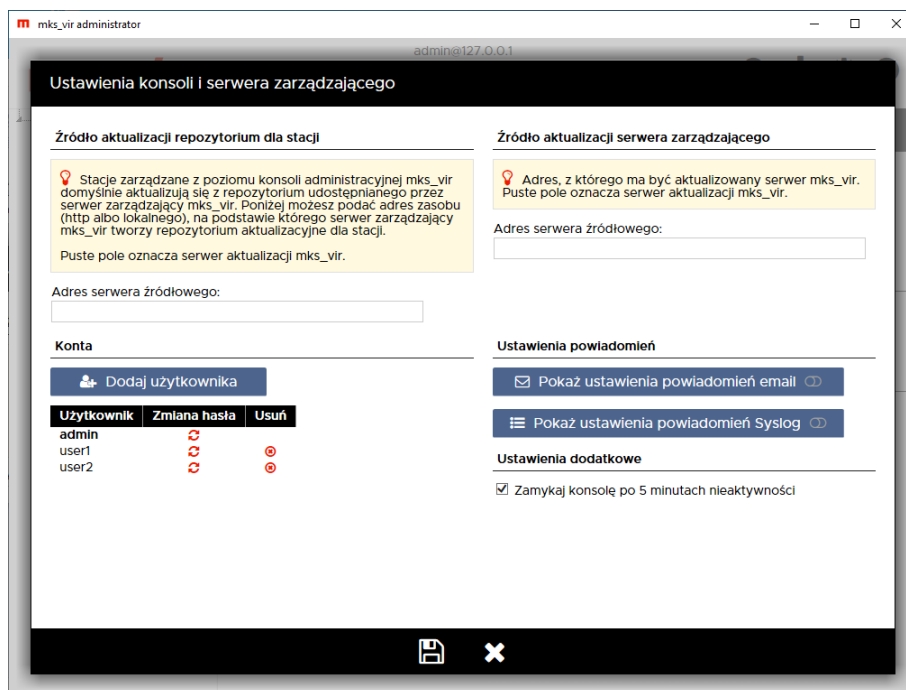 mks_vir administrator
admin@127.0.0.1
Ustawienia konsoli i serwera zarządzającego
Źródło aktualizacji repozytorium dla stacji
Stacje zarządzane z poziomu konsoli administracyjnej mks_vir
domyślnie aktualizują się z repozytorium udostępnianego przez
serwer zarządzający mks_vir. Poniżej możesz podać adres zasobu
(http albo lokalnego), na podstawie którego serwer zarządzający
mks_vir tworzy repozytorium aktualizacyjne dla stacji.
Puste pole oznacza serwer aktualizacji mks_vir.
Adres serwera źródłowego:
Źródło aktualizacji serwera zarządzającego
Adres, z którego ma być aktualizowany serwer mks_vir.
Puste pole oznacza serwer aktualizacji mks_vir.
Adres serwera źródłowego:
Konta
Dodaj użytkownika
Użytkownik Zmiana hasła Usuń
admin
user1
user2
Ustawienia powiadomień
Pokaż ustawienia powiadomień email
Pokaż ustawienia powiadomień Syslog
Ustawienia dodatkowe
Zamykaj konsolę po 5 minutach nieaktywności